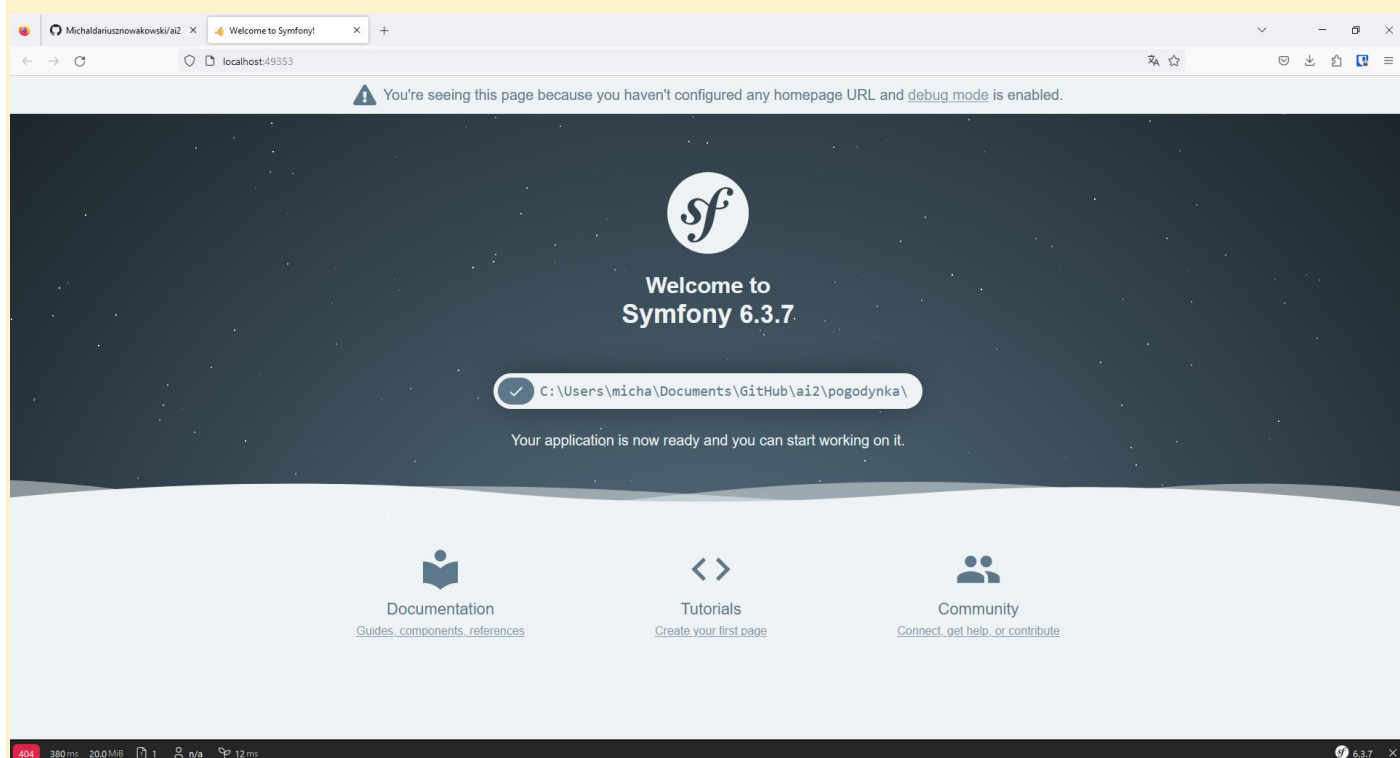 Michaldariusznowakowski/ai2
Welcome to Symfony!
localhost:49353
You're seeing this page because you haven't configured any homepage URL and debug mode is enabled.
sf
Welcome to
Symfony 6.3.7
C:\Users\micha\Documents\GitHub\ai2\pogodynka\
Your application is now ready and you can start working on it.
Documentation
Tutorials
Community
Guides, components, references
Create your first page
Connect, get help, or contribute
404 380 ms 20.0 MiB 1 n/a 12 ms 6.3.7